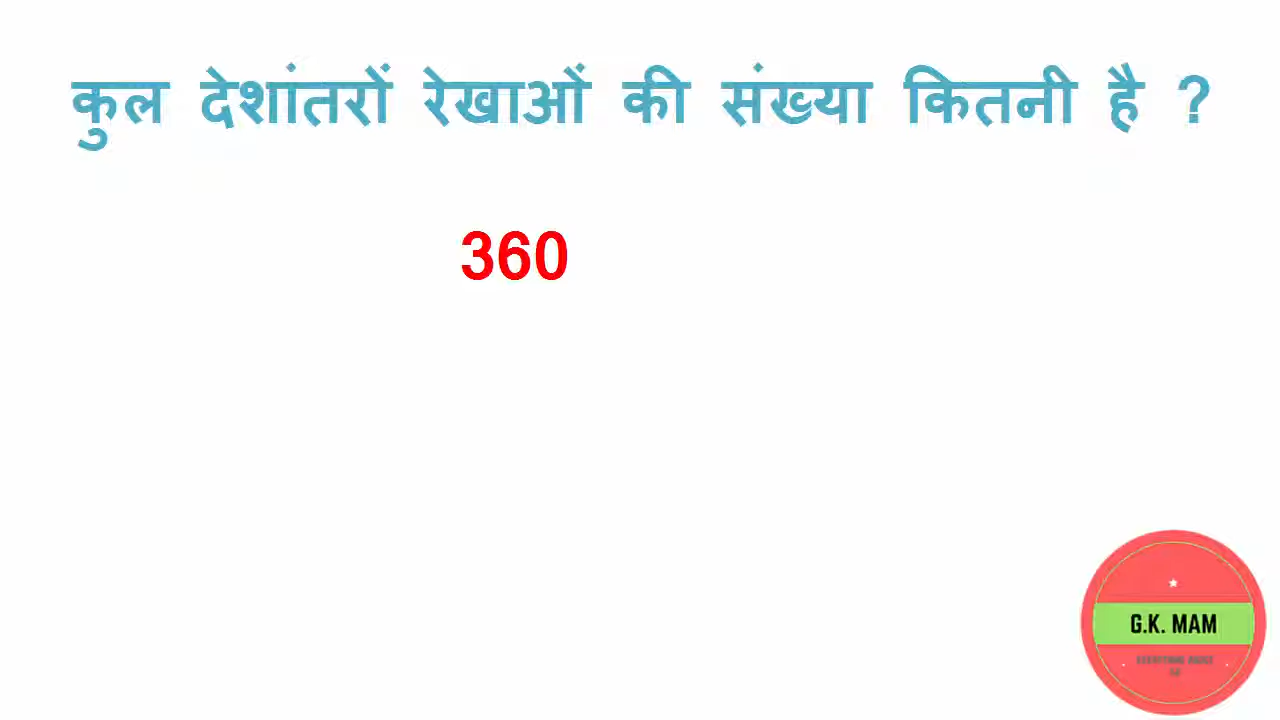 कुल देशांतरों रेखाओं की संख्या कितनी है ?
360
G.K. MAM